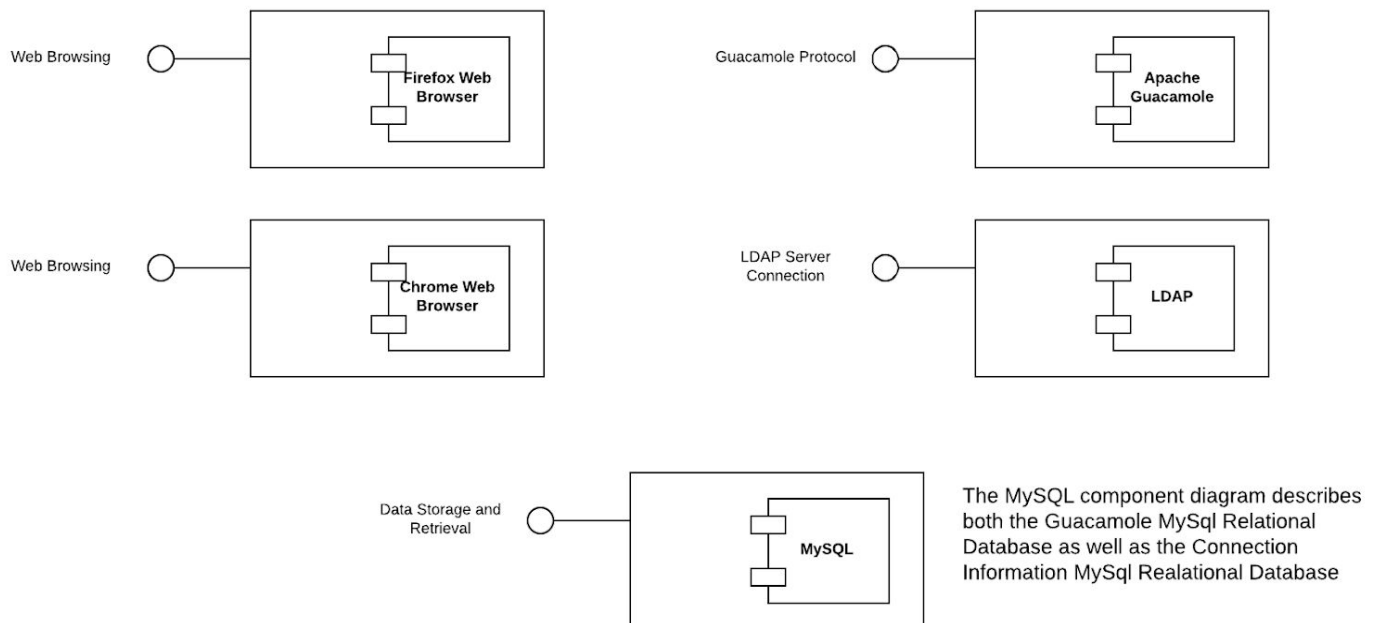 Web Browsing
Firefox Web
Browser
Guacamole Protocol
Apache
Guacamole
Web Browsing
Chrome Web
Browser
LDAP Server
Connection
LDAP
Data Storage and
Retrieval
MySQL
The MySQL component diagram describes
both the Guacamole MySql Relational
Database as well as the Connection
Information MySql Realational Database